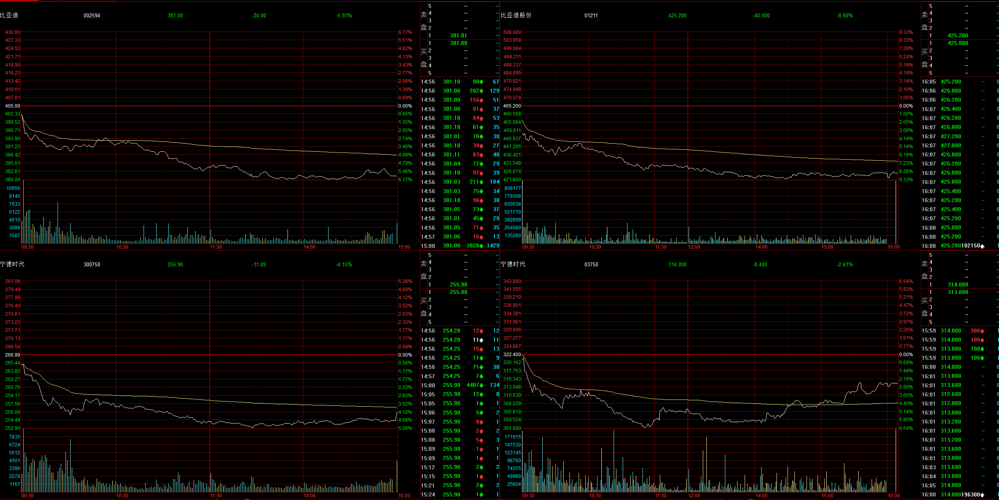 比亚迪 002594 381.00 -24.00 -5.93%
430.00 6.17%
427.33 5.51%
424.52 4.82%
421.71 4.13%
418.90 3.43%
416.23 2.77%
413.42 2.08%
410.61 1.39%
407.81 0.69%
405.00 0.00%
402.33 0.66%
399.52 1.35%
396.71 2.05%
393.90 2.74%
391.23 3.40%
388.42 4.09%
385.61 4.79%
382.81 5.48%
380.00 6.17%
10656
9145
7633
6122
4610
3099
1587
09:30 10:30 11:30 14:00 15:00
卖盘
5 –
4 –
3 –
2 –
1 381.01 –
买盘
1 381.00 –
2 –
3 –
4 –
5 –
14:56 381.10 90 67
14:56 381.00 202 129
14:56 381.00 156 51
14:56 381.00 81 37
14:56 381.10 84 53
14:56 381.10 61 35
14:56 381.01 70 38
14:56 381.10 39 27
14:56 381.11 83 40
14:56 381.04 72 29
14:56 381.10 97 39
14:56 381.03 211 104
14:56 381.03 75 34
14:56 381.10 96 38
14:56 381.05 73 37
14:56 381.01 45 29
14:56 381.05 71 35
14:57 381.06 16 13
15:00 381.00 3828 1429
比亚迪股份 01211 425.200 -40.000 -8.60%
508.600 9.33%
503.958 8.33%
499.084 7.28%
494.211 6.24%
489.337 5.19%
484.695 4.19%
479.821 3.14%
474.948 2.10%
470.074 1.05%
465.200 0.00%
460.558 1.00%
455.684 2.05%
450.811 3.09%
445.937 4.14%
441.295 5.14%
436.421 6.19%
431.548 7.23%
426.674 8.28%
421.800 9.33%
908177
779358
650538
521719
392899
264080
135260
09:30 10:30 11:30 12:00 14:00 15:00 16:00
卖盘
5 –
4 –
3 –
2 –
1 425.200
买盘
1 425.000
2 –
3 –
4 –
5 –
16:05 425.200 –
16:06 426.000 –
16:06 426.200 –
16:07 426.400 –
16:07 426.200 –
16:07 426.000 –
16:07 427.200 –
16:07 427.000 –
16:07 426.800 –
16:07 426.200 –
16:07 426.000 –
16:07 425.800 –
16:07 425.400 –
16:07 425.200 –
16:07 425.400 –
16:07 425.200 –
16:08 425.000 –
16:08 425.200 –
16:08 425.200 102150
宁德时代 300750 255.90 -11.09 -4.15%
281.08 5.28%
279.49 4.68%
277.98 4.12%
276.40 3.52%
274.81 2.93%
273.22 2.33%
271.71 1.77%
270.13 1.17%
268.54 0.58%
266.99 0.00%
265.44 0.58%
263.85 1.17%
262.27 1.77%
260.76 2.33%
259.17 2.93%
257.58 3.52%
256.00 4.12%
254.49 4.68%
252.90 5.28%
7835
6724
5612
4501
3390
2278
1167
09:30 10:30 11:30 14:00 15:00
卖盘
5 –
4 –
3 –
2 –
1 255.90 –
买盘
1 255.88 –
2 –
3 –
4 –
5 –
14:56 254.20 12 12
14:56 254.20 11 11
14:56 254.25 15 13
14:56 254.25 11 9
14:56 254.25 71 38
14:57 254.25 7 6
15:00 255.90 4407 734
15:05 255.90 12 8
15:05 255.90 1 1
15:06 255.90 5 2
15:07 255.90 8 1
15:08 255.90 2 2
15:08 255.90 5 3
15:09 255.90 1 1
15:09 255.90 1 1
15:12 255.90 2 2
15:15 255.90 1 1
15:21 255.90 2 2
15:24 255.90 1 1
宁德时代 03750 314.000 -8.400 -2.61%
343.800 6.64%
341.505 5.93%
339.210 5.21%
336.801 4.47%
334.391 3.72%
331.981 2.97%
329.686 2.26%
327.277 1.51%
324.867 0.77%
322.400 0.00%
320.162 0.69%
317.753 1.44%
315.343 2.19%
313.048 2.90%
310.639 3.65%
308.229 4.40%
305.819 5.14%
303.524 5.85%
301.000 6.64%
171915
147530
123145
98760
74375
49989
25604
09:30 10:30 11:30 12:00 14:00 15:00 16:00
卖盘
5 –
4 –
3 –
2 –
1 314.000
买盘
1 313.800
2 –
3 –
4 –
5 –
15:59 314.000 300
15:59 314.000 100
15:59 313.800 100
15:59 313.800 100
16:00 314.000 –
16:01 313.800 –
16:01 313.600 –
16:01 312.600 –
16:01 312.800 –
16:01 313.000 –
16:01 313.200 –
16:01 313.600 –
16:01 313.200 –
16:01 313.600 –
16:01 313.000 –
16:03 313.600 –
16:04 313.800 –
16:05 314.000 –
16:08 314.000 196300